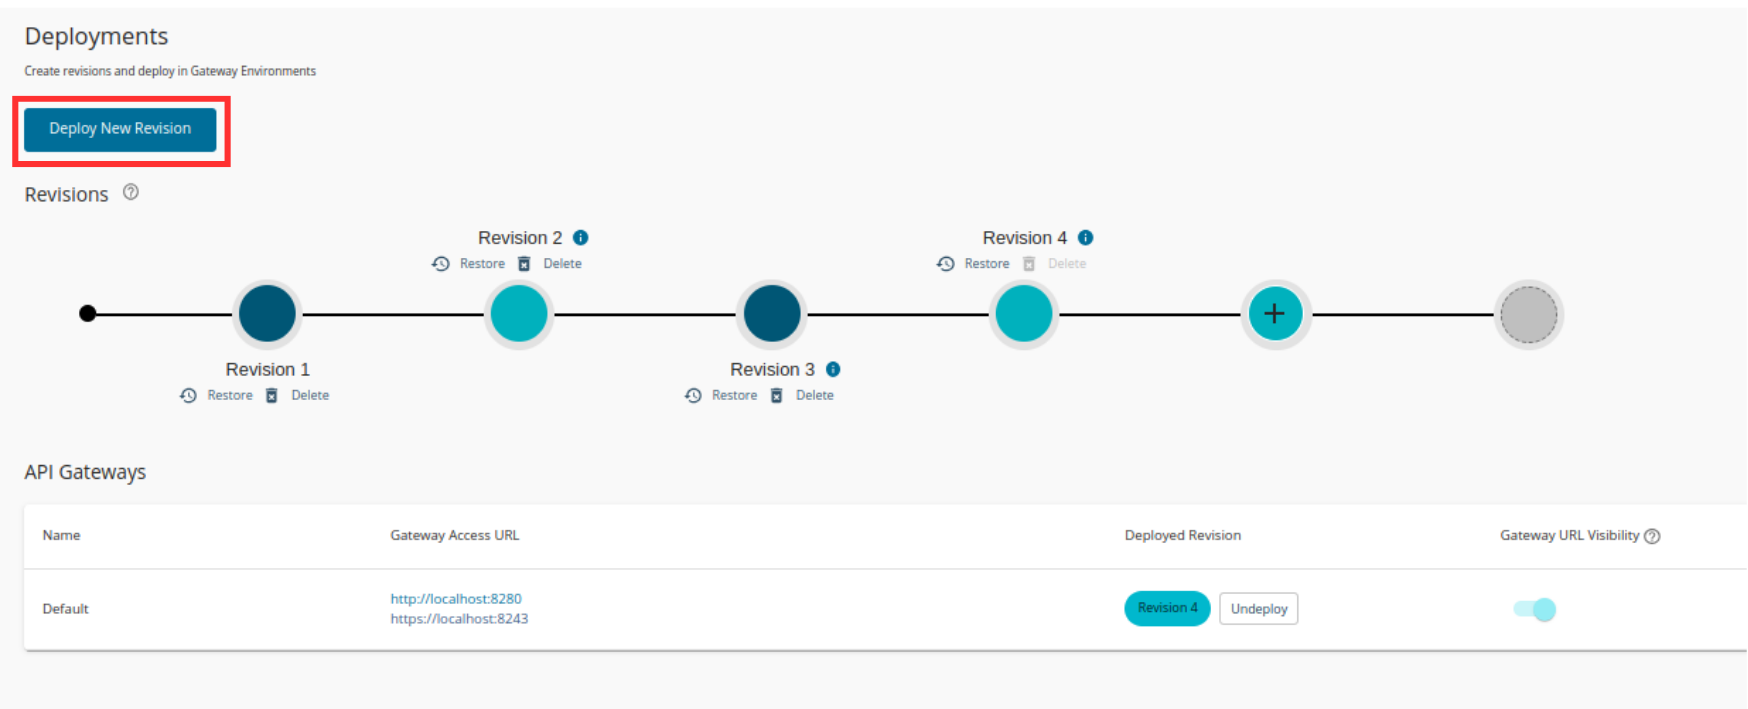 Deployments
Create revisions and deploy in Gateway Environments
Deploy New Revision
Revisions
Revision 2
Restore Delete
Revision 4
Restore Delete
+
Revision 1
Restore Delete
Revision 3
Restore Delete
API Gateways
Name Gateway Access URL Deployed Revision Gateway URL Visibility
Default http://localhost:8280 Revision 4 Undeploy
https://localhost:8243